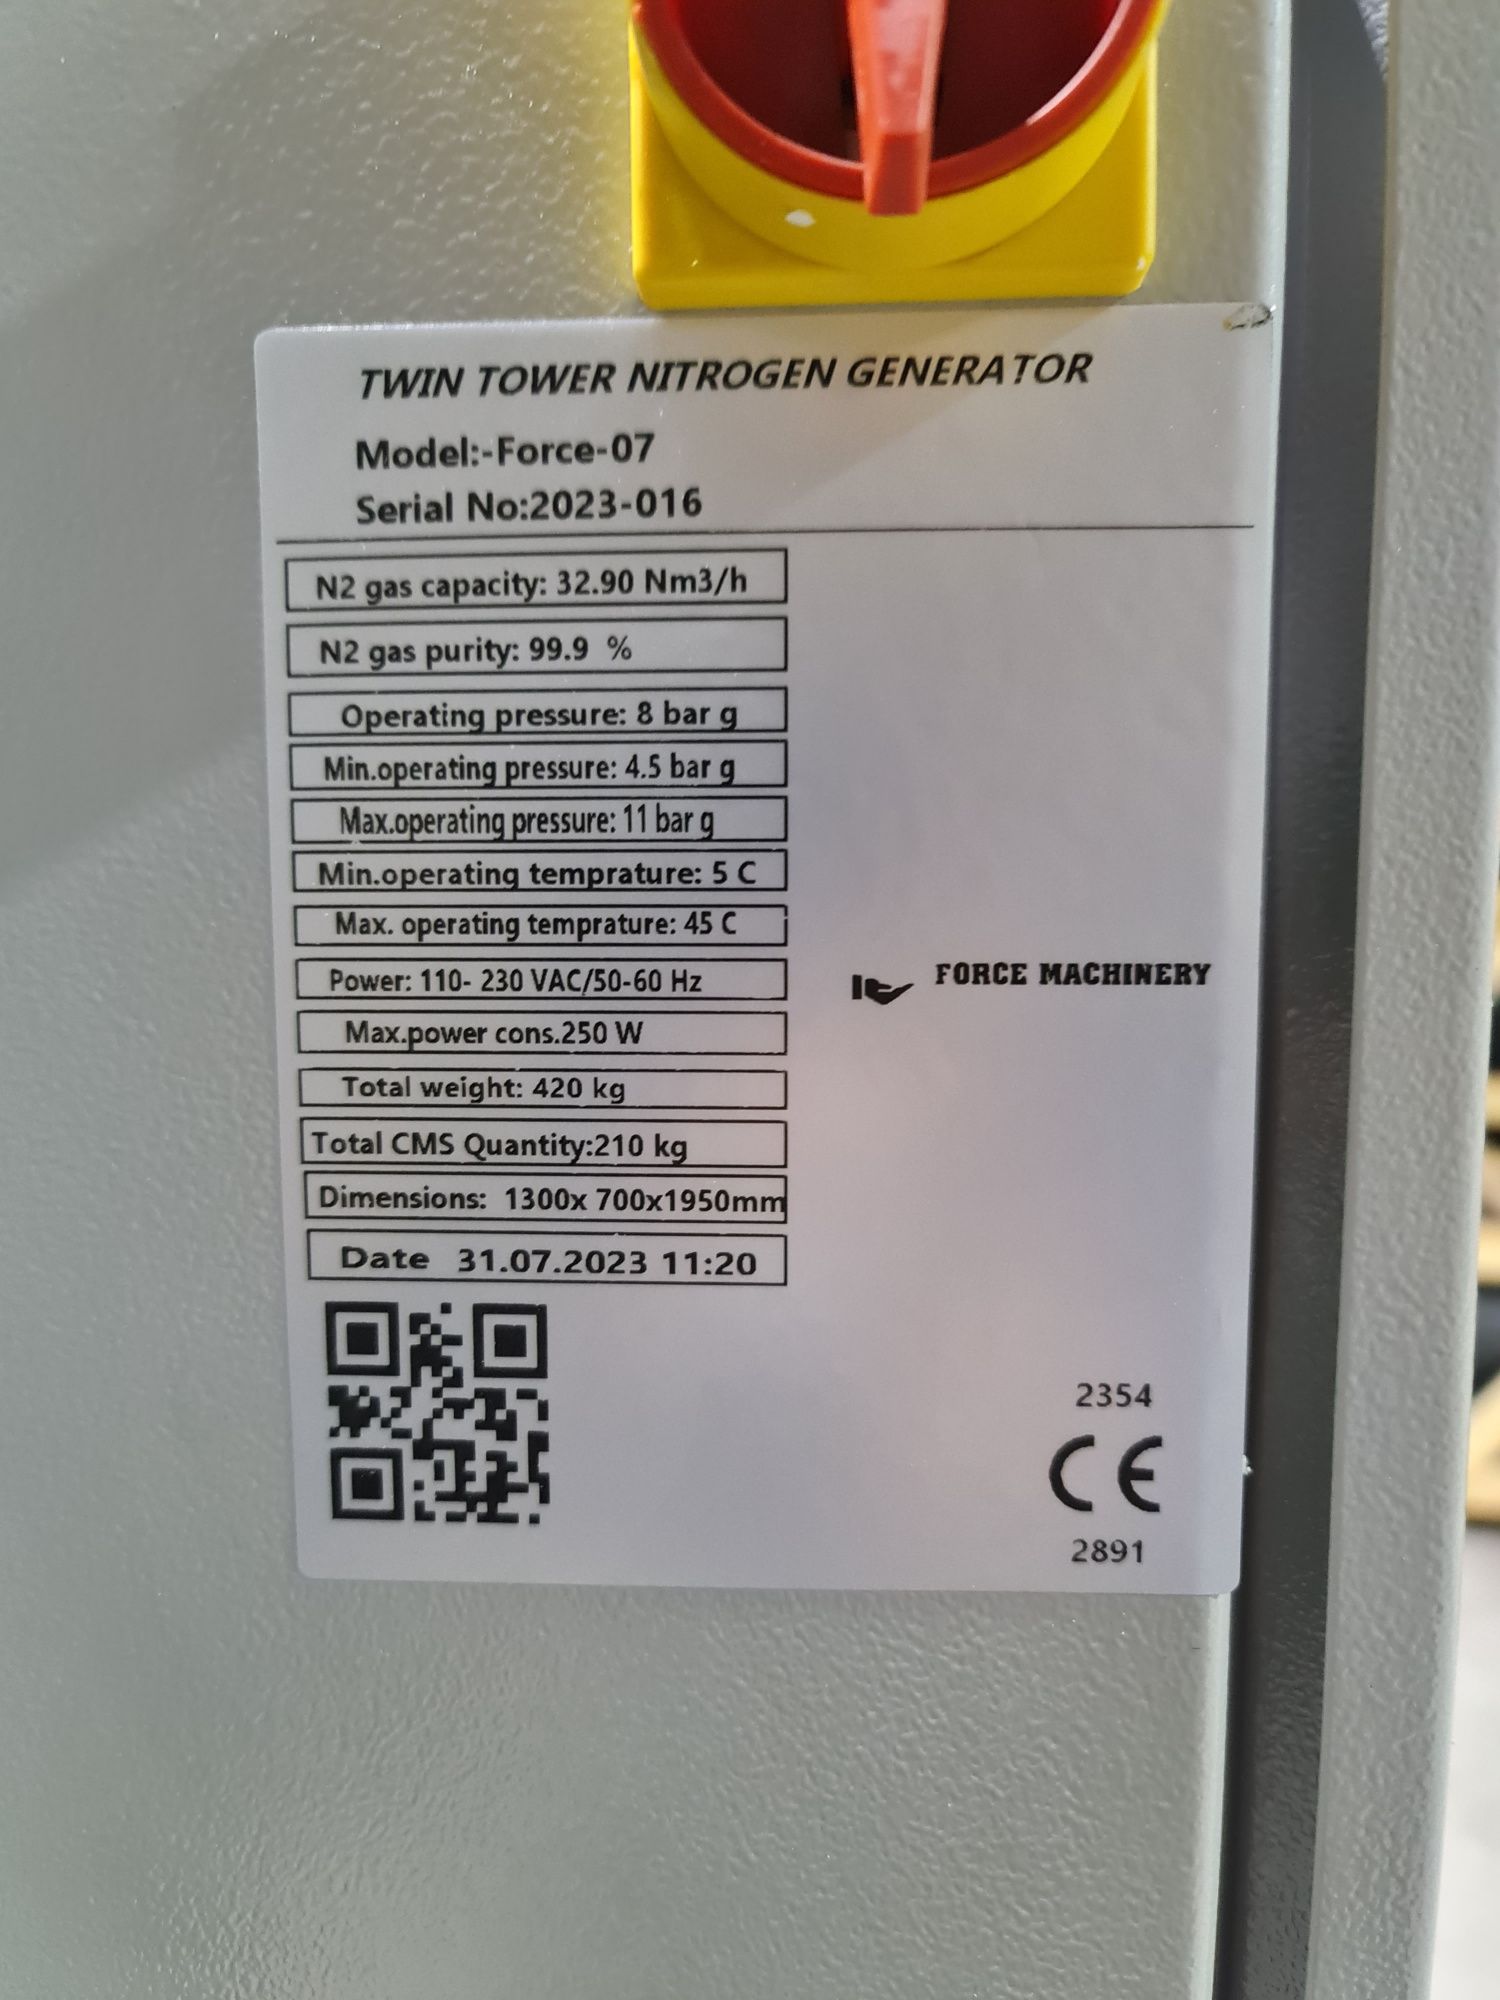 TWIN TOWER NITROGEN GENERATOR
Model:-Force-07
Serial No:2023-016
N2 gas capacity: 32.90 Nm3/h
N2 gas purity: 99.9 %
Operating pressure: 8 bar g
Min.operating pressure: 4.5 bar g
Max.operating pressure: 11 bar g
Min.operating temprature: 5 C
Max. operating temprature: 45 C
Power: 110- 230 VAC/50-60 Hz
FORCE MACHINERY
Max.power cons.250 W
Total weight: 420 kg
Total CMS Quantity:210 kg
Dimensions: 1300x 700x1950mm
Date 31.07.2023 11:20
2354
CE
2891